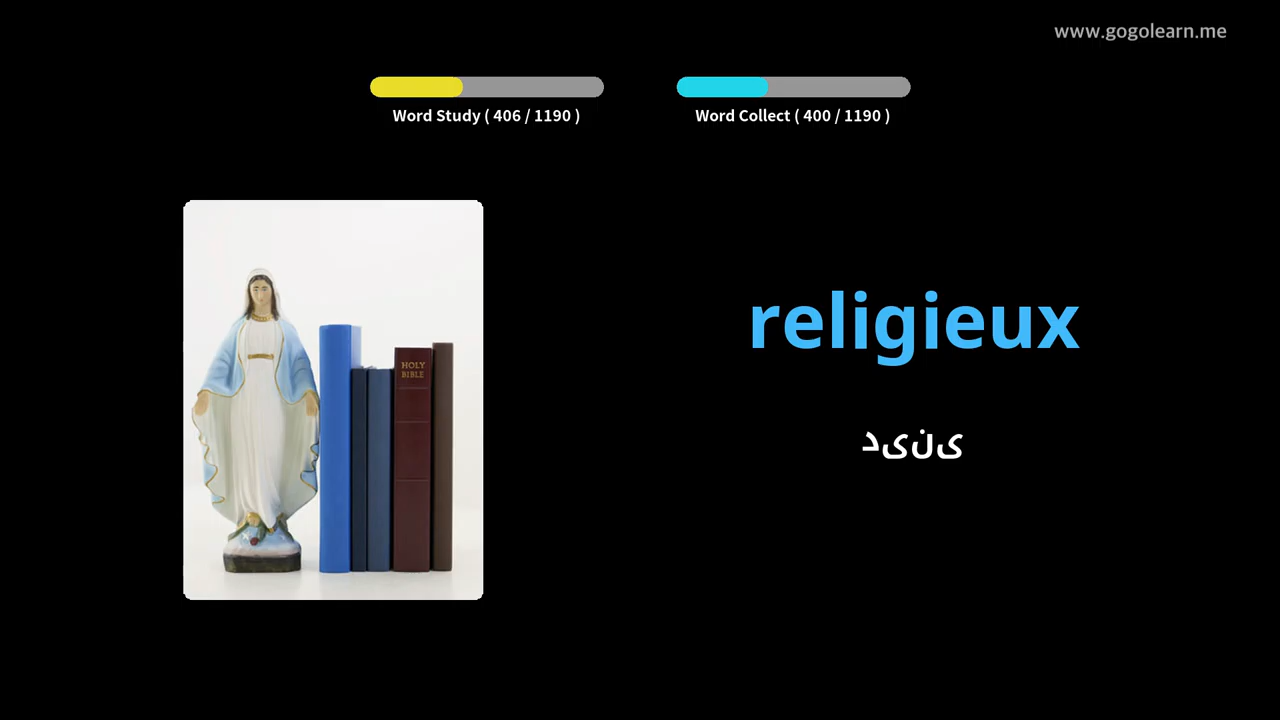 www.gogolearn.me
Word Study ( 406 / 1190 )
Word Collect ( 400 / 1190 )
HOLY
BIBLE
religieux
دینی